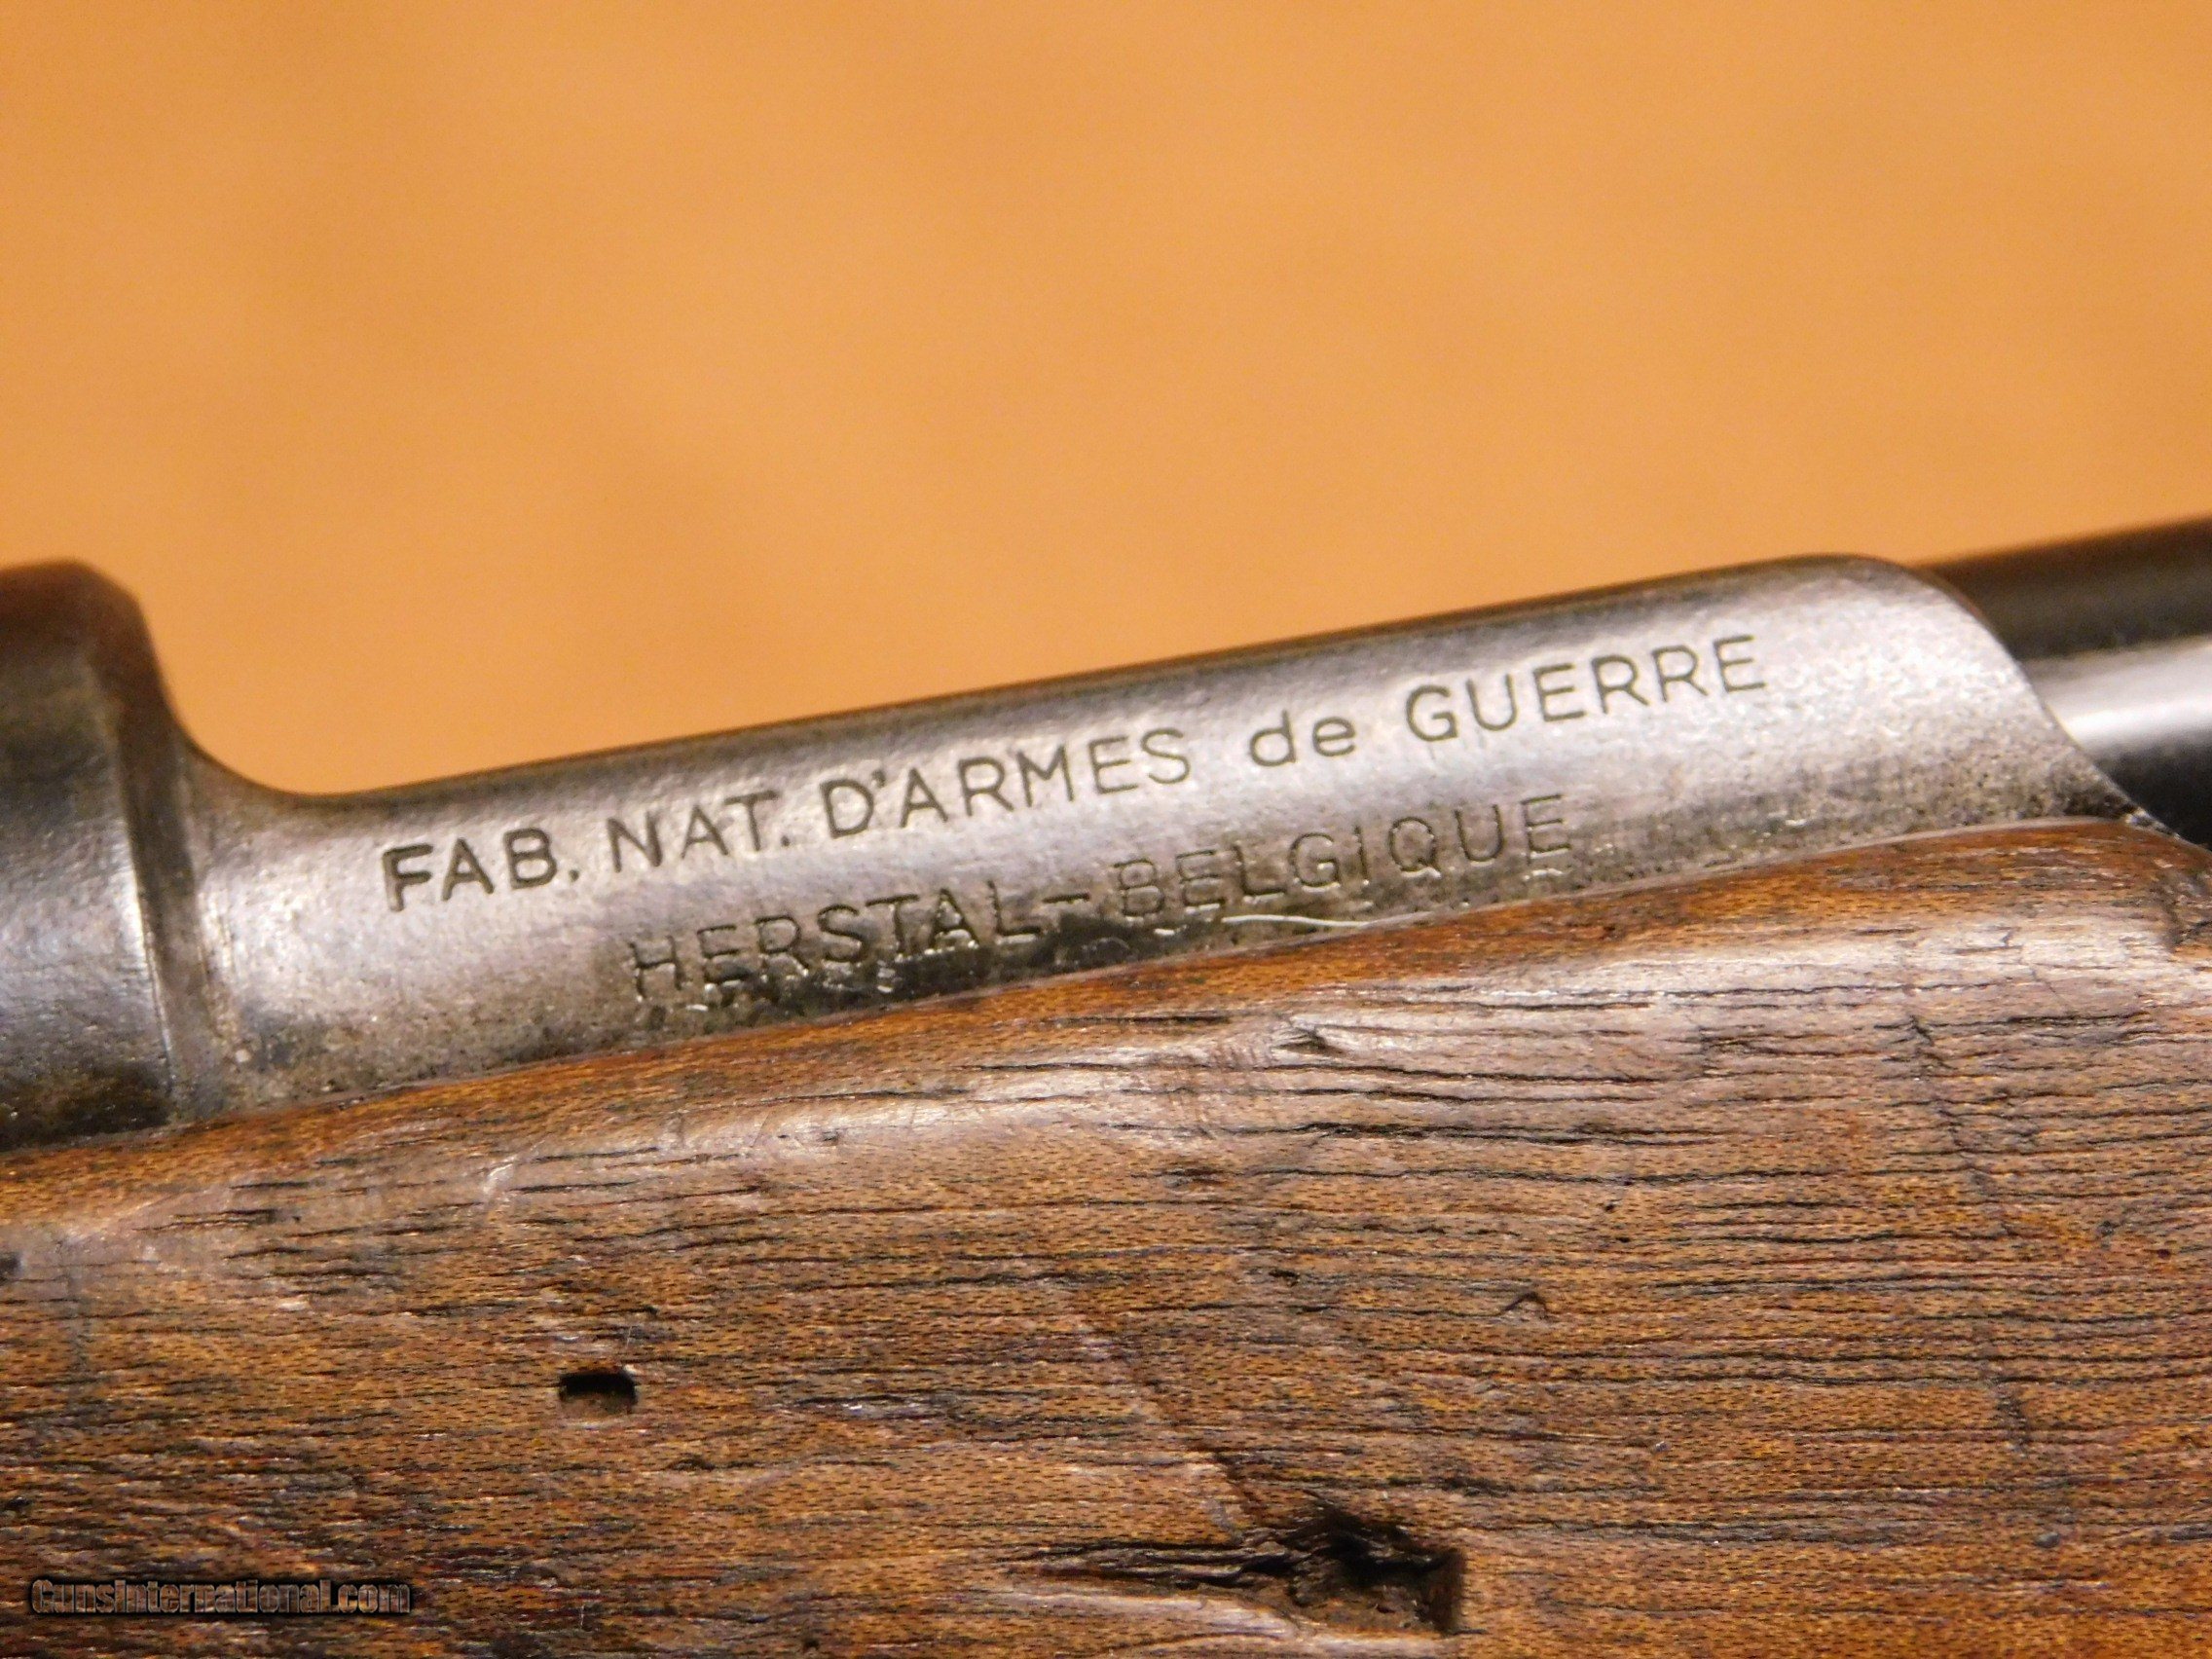 FAB. NAT. D'ARMES de GUERRE
HERSTAL-BELGIQUE
GunsInternational.com